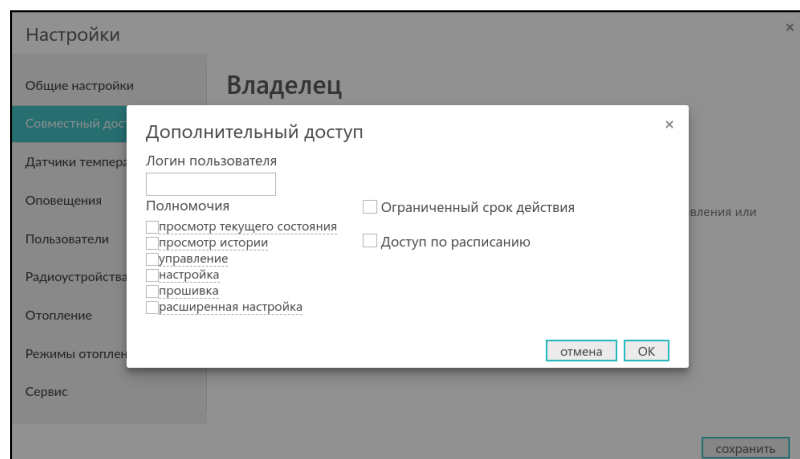 Настройки
×
Общие настройки
Владелец
Совместный дос
Датчики темпера
Оповещения
вления или
Пользователи
Радиоустройства
Отопление
Режимы отоплен
Сервис
Дополнительный доступ
×
Логин пользователя
Полномочия
просмотр текущего состояния
просмотр истории
управление
настройка
прошивка
расширенная настройка
Ограниченный срок действия
Доступ по расписанию
отмена
ОК
сохранить